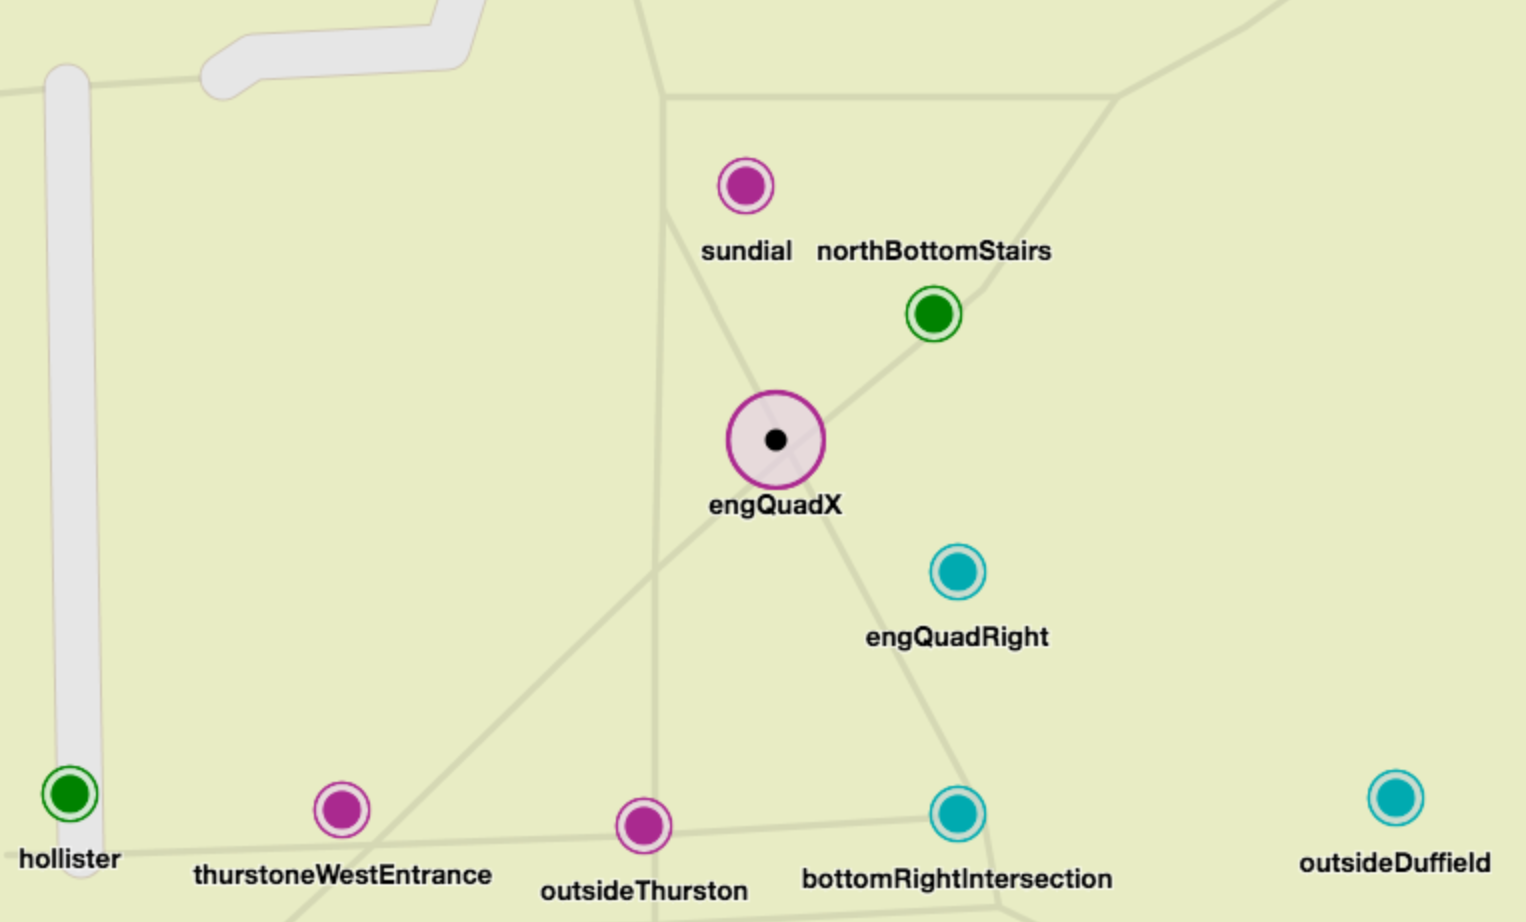 sundial
northBottomStairs
engQuadX
engQuadRight
hollister
thurstoneWestEntrance
outsideThurston
bottomRightIntersection
outsideDuffield